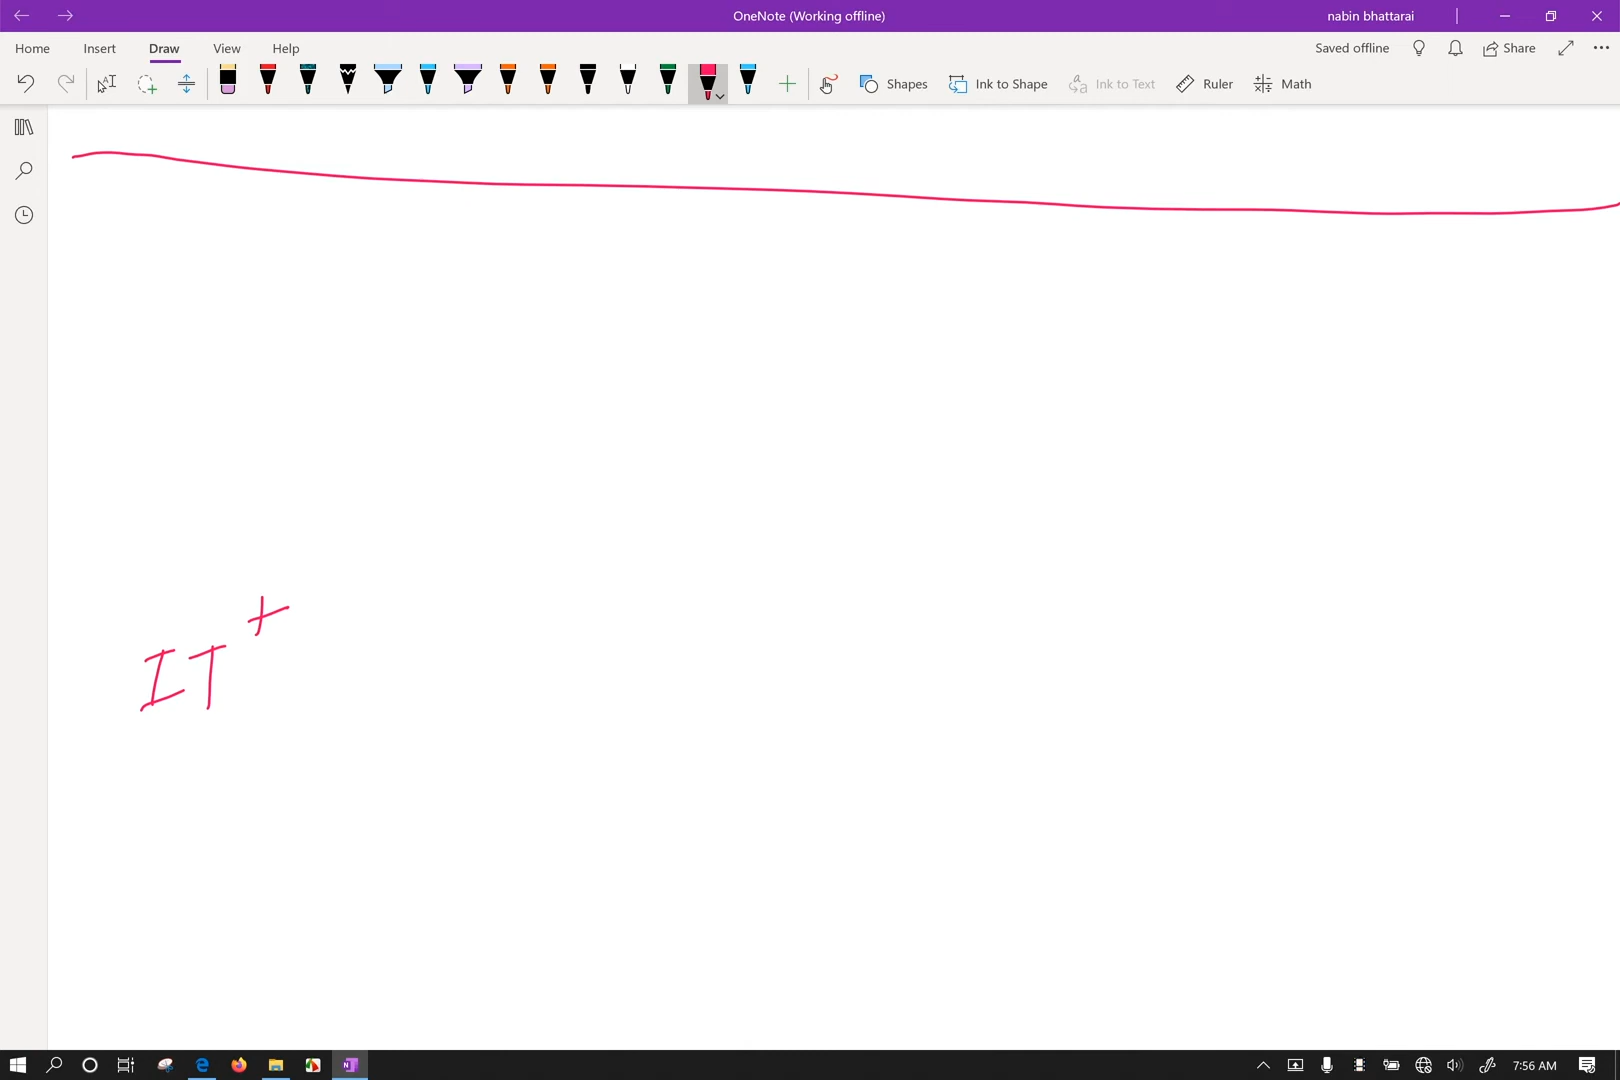 OneNote (Working offline)
nabin bhattarai
Home Insert Draw View Help
Saved offline
Share
Shapes Ink to Shape Ink to Text Ruler Math
IT+
7:56 AM